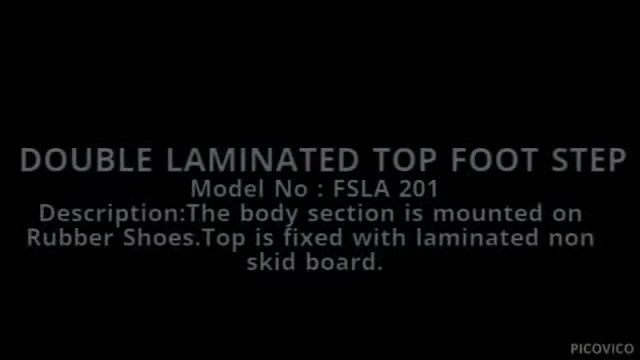 DOUBLE LAMINATED TOP FOOT STEP
Model No : FSLA 201
Description:The body section is mounted on
Rubber Shoes.Top is fixed with laminated non
skid board.
PICOVICO